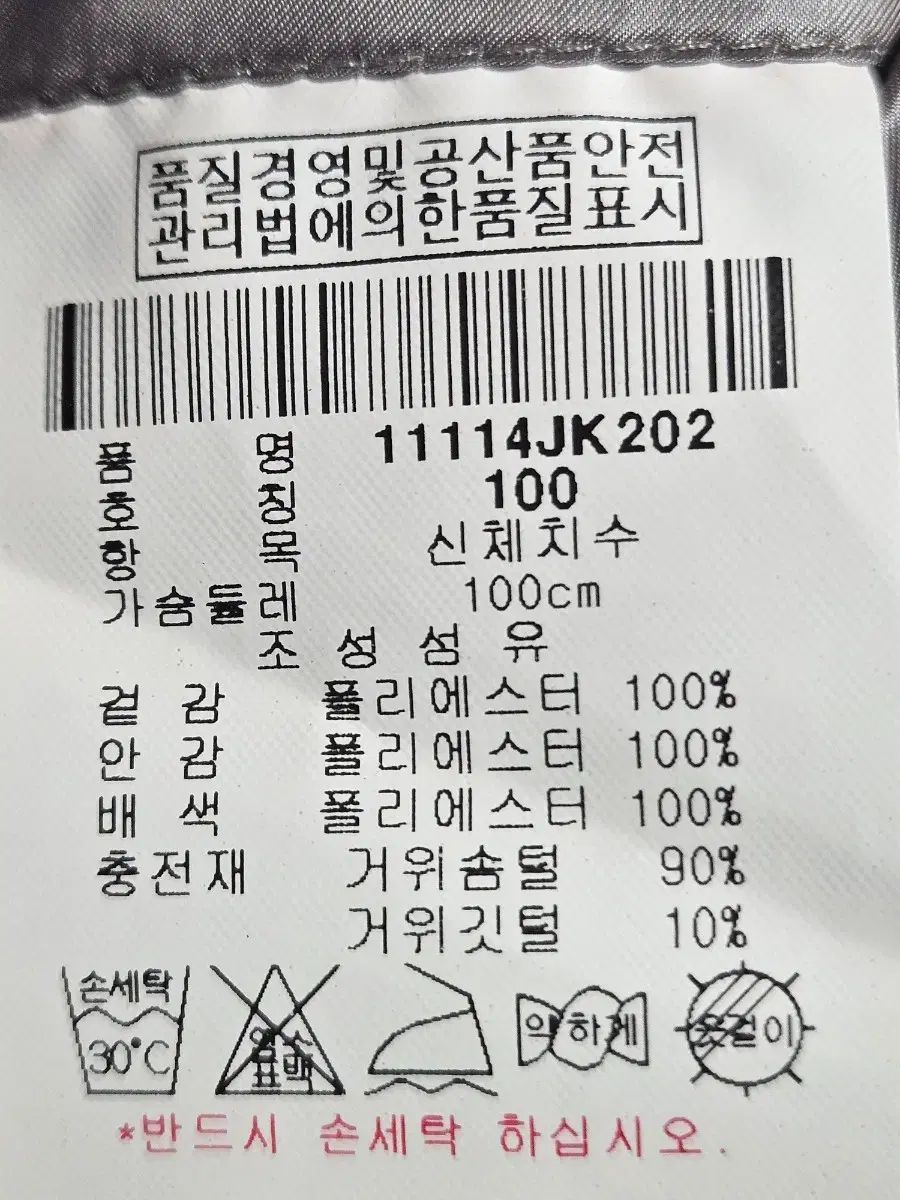 품질경영및공산품안전
관리법에의한품질표시
품 명 11114JK202
호 칭 100
항 목 신체치수
가슴둘레 100cm
조 성 섬 유
겉 감 폴리에스터 100%
안 감 폴리에스터 100%
배 색 폴리에스터 100%
충전재 거위솜털 90%
거위깃털 10%
손세탁
30°C
염소
표백
약하게
옷걸이
*반드시 손세탁 하십시오.